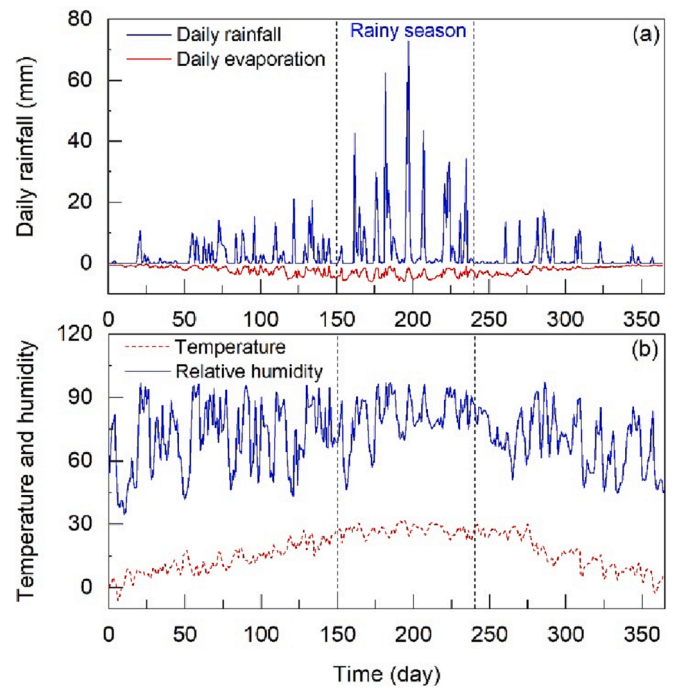 80
Daily rainfall
Rainy season
(a)
Daily evaporation
60
40
20
0
Daily rainfall (mm)
0 50 100 150 200 250 300 350
120
Temperature
(b)
Relative humidity
90
60
30
0
Temperature and humidity
0 50 100 150 200 250 300 350
Time (day)